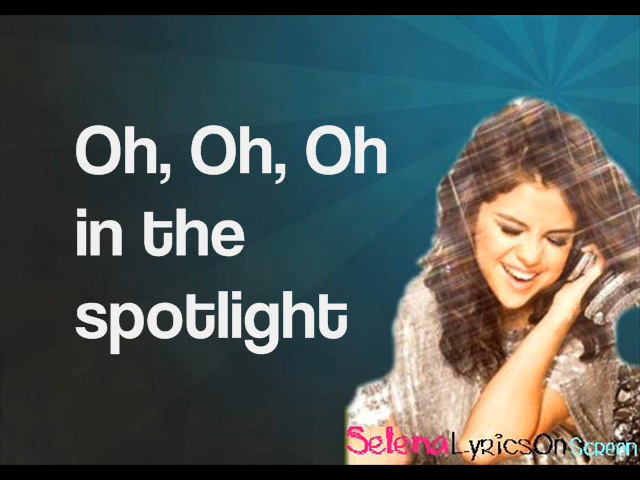 Oh, Oh, Oh
in the
spotlight
SelenaLyricsOnScreen